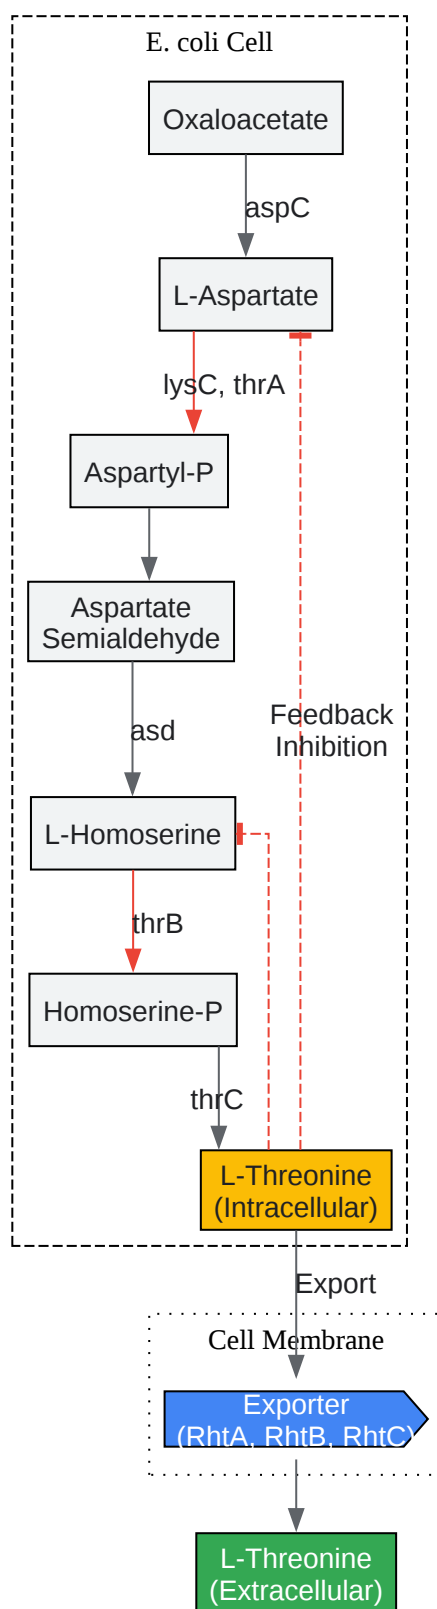 E. coli Cell
Oxaloacetate
aspC
L-Aspartate
lysC, thrA
Aspartyl-P
Aspartate
Semialdehyde
Feedback
Inhibition
asd
L-Homoserine
thrB
Homoserine-P
thrC
L-Threonine
(Intracellular)
Export
Cell Membrane
Exporter
(RhtA, RhtB, RhtC)
L-Threonine
(Extracellular)